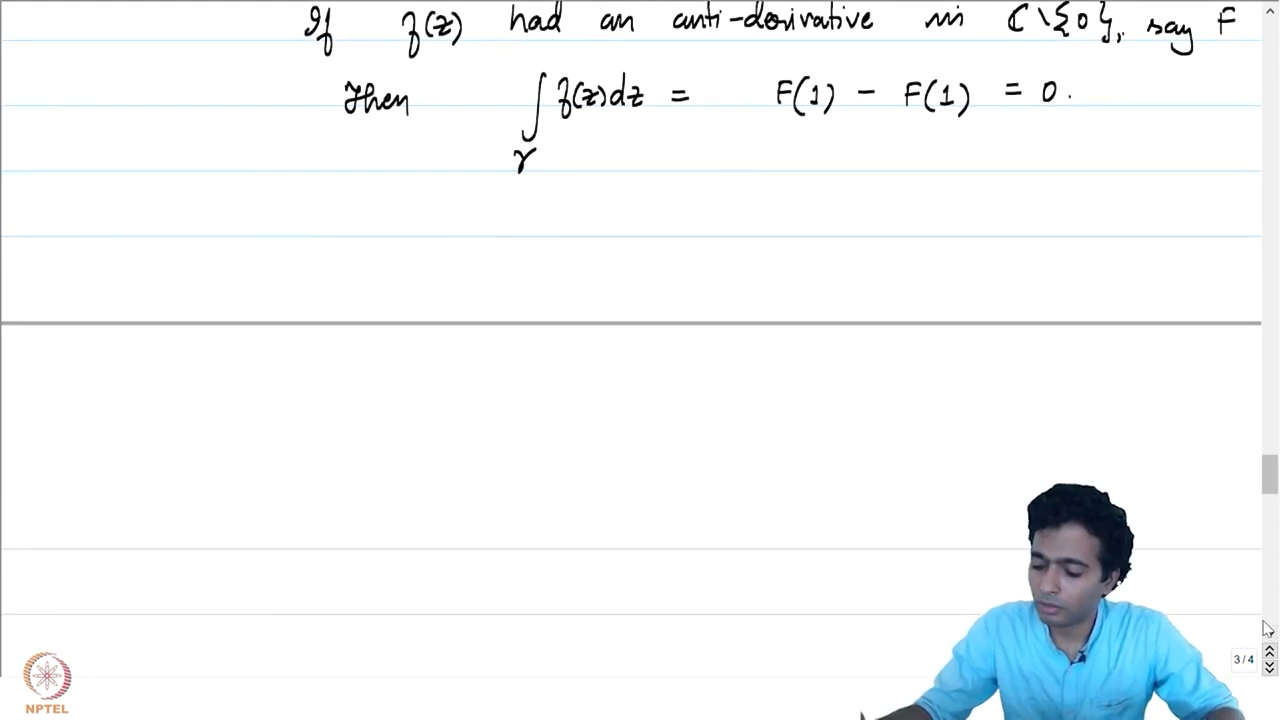 If f(z) had an anti-derivative in ℂ\{0}, say F
Then ∫_γ f(z)dz = F(1) - F(1) = 0.
3 / 4
NPTEL